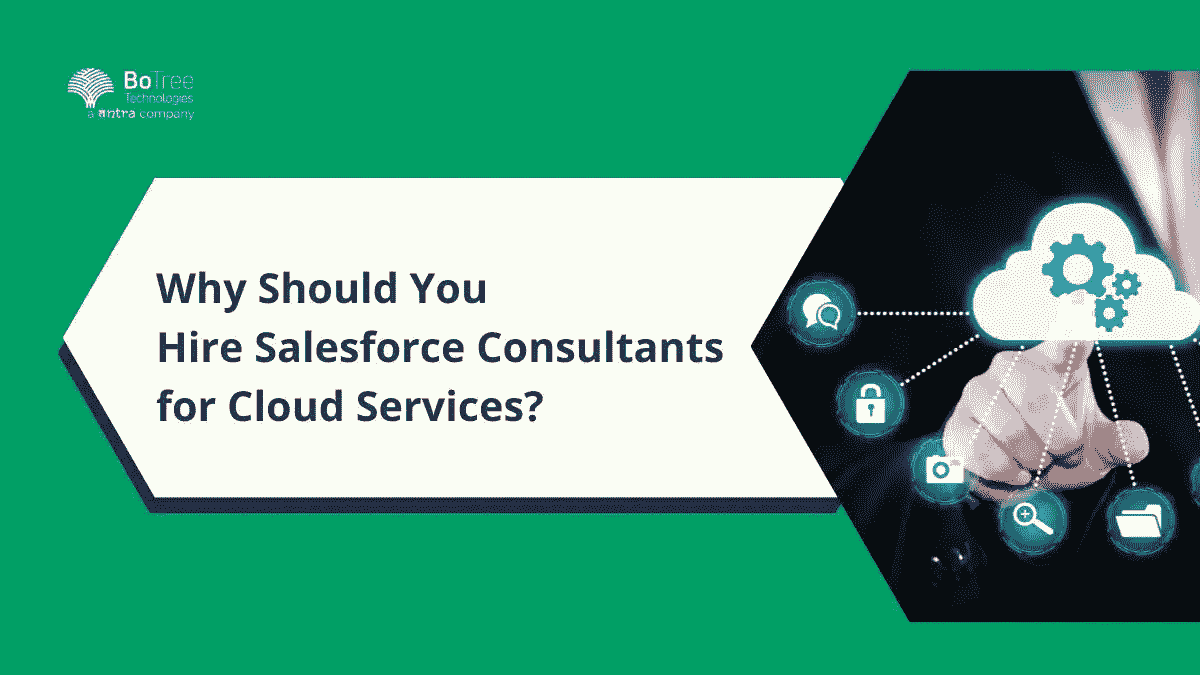 BoTree
Technologies
a antra company
Why Should You
Hire Salesforce Consultants
for Cloud Services?